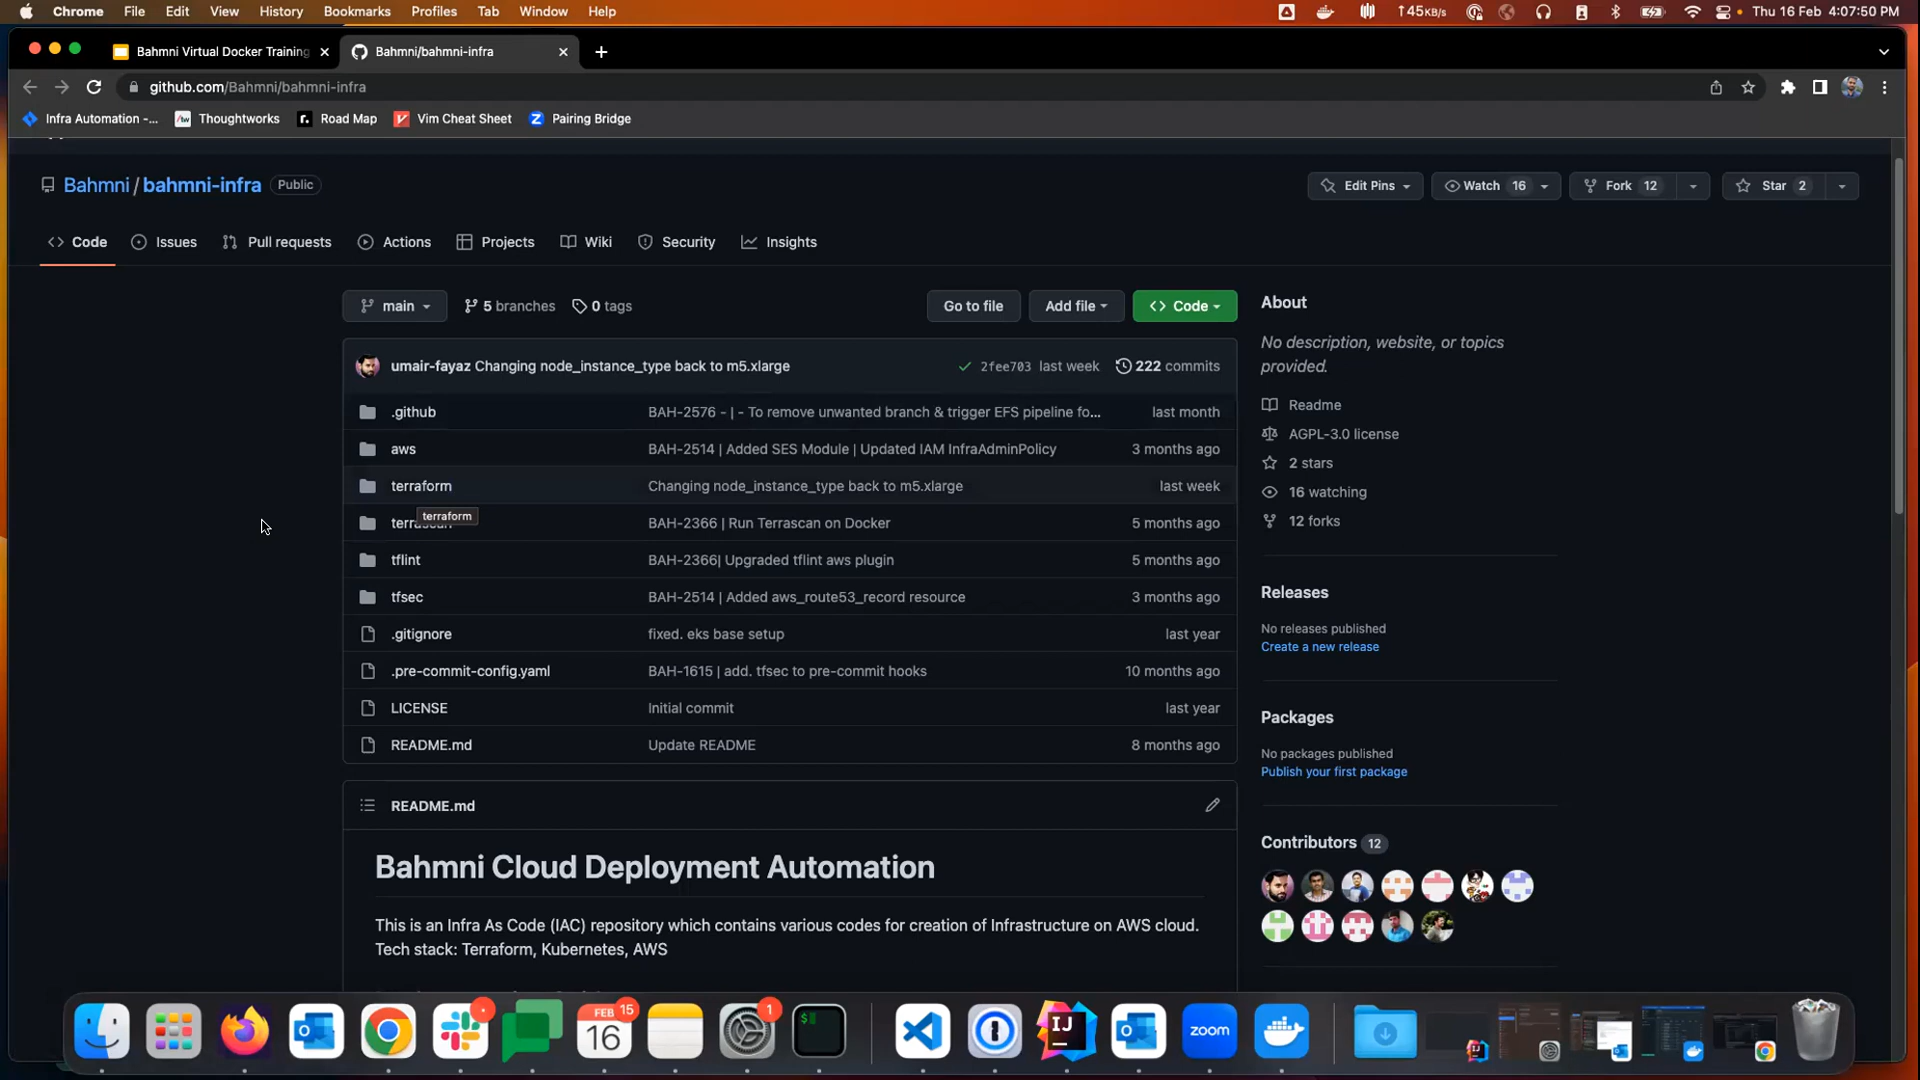 Chrome File Edit View History Bookmarks Profiles Tab Window Help
↑45KB/s Thu 16 Feb 4:07:50 PM
Bahmni Virtual Docker Training
Bahmni/bahmni-infra
github.com/Bahmni/bahmni-infra
Infra Automation -... Thoughtworks Road Map Vim Cheat Sheet Pairing Bridge
Bahmni / bahmni-infra Public
Edit Pins Watch 16 Fork 12 Star 2
Code Issues Pull requests Actions Projects Wiki Security Insights
main 5 branches 0 tags
Go to file Add file Code
umair-fayaz Changing node_instance_type back to m5.xlarge 2fee703 last week 222 commits
.github BAH-2576 - | - To remove unwanted branch & trigger EFS pipeline fo... last month
aws BAH-2514 | Added SES Module | Updated IAM InfraAdminPolicy 3 months ago
terraform Changing node_instance_type back to m5.xlarge last week
terraform
BAH-2366 | Run Terrascan on Docker 5 months ago
tflint BAH-2366| Upgraded tflint aws plugin 5 months ago
tfsec BAH-2514 | Added aws_route53_record resource 3 months ago
.gitignore fixed. eks base setup last year
.pre-commit-config.yaml BAH-1615 | add. tfsec to pre-commit hooks 10 months ago
LICENSE Initial commit last year
README.md Update README 8 months ago
README.md
Bahmni Cloud Deployment Automation
This is an Infra As Code (IAC) repository which contains various codes for creation of Infrastructure on AWS cloud.
Tech stack: Terraform, Kubernetes, AWS
About
No description, website, or topics
provided.
Readme
AGPL-3.0 license
2 stars
16 watching
12 forks
Releases
No releases published
Create a new release
Packages
No packages published
Publish your first package
Contributors 12
FEB 15
16
1
$
IJ
zoom